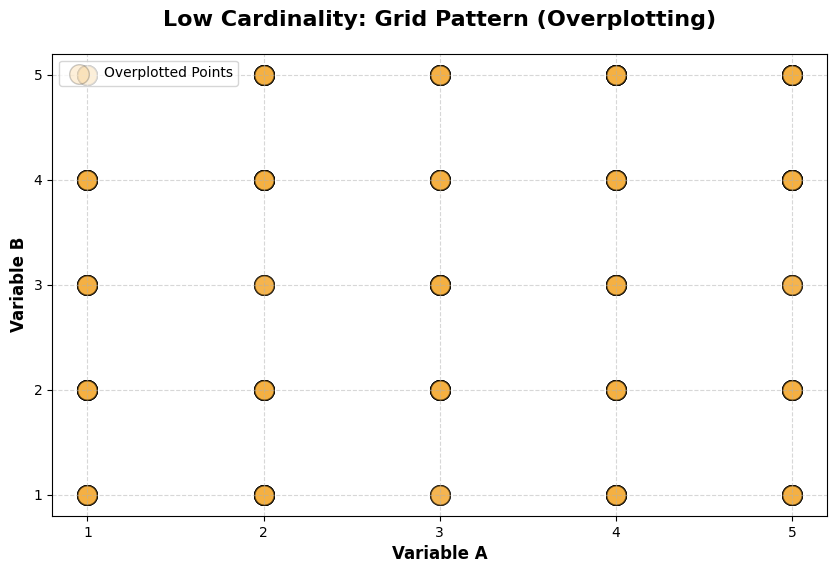 Low Cardinality: Grid Pattern (Overplotting)
Overplotted Points
5
4
3
2
1
Variable B
1 2 3 4 5
Variable A